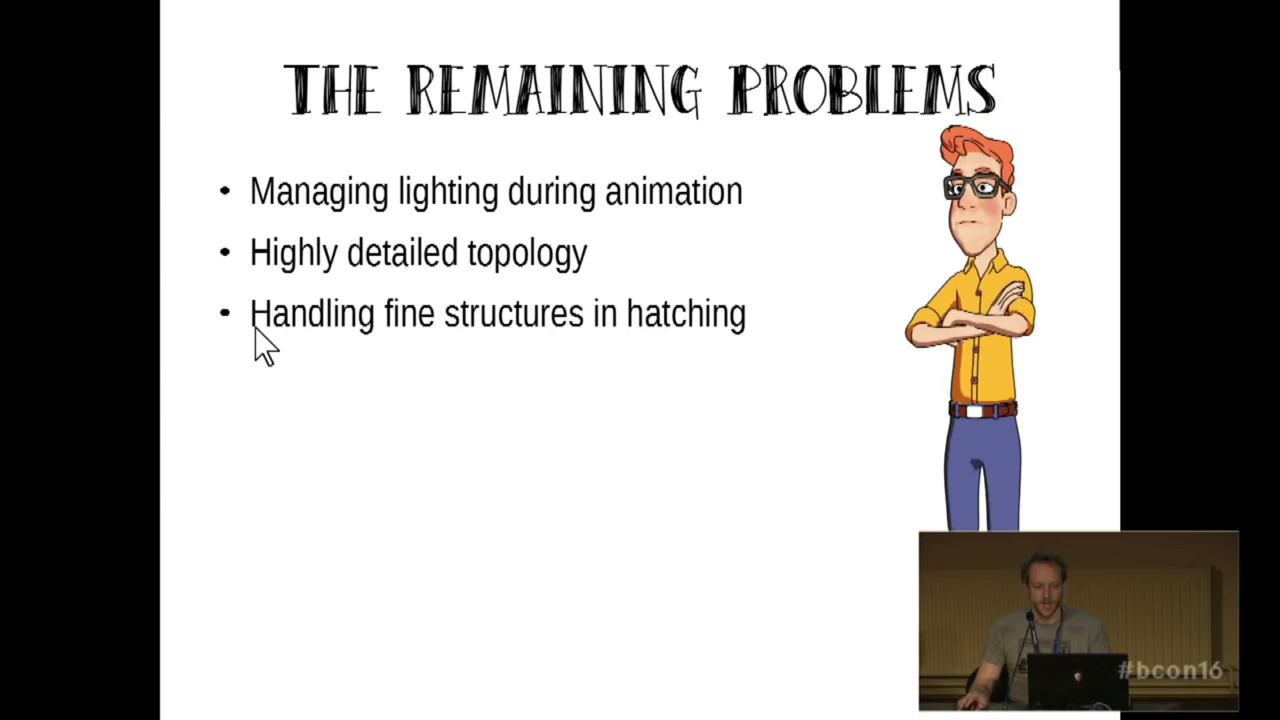 THE REMAINING PROBLEMS
• Managing lighting during animation
• Highly detailed topology
• Handling fine structures in hatching
#bcon16